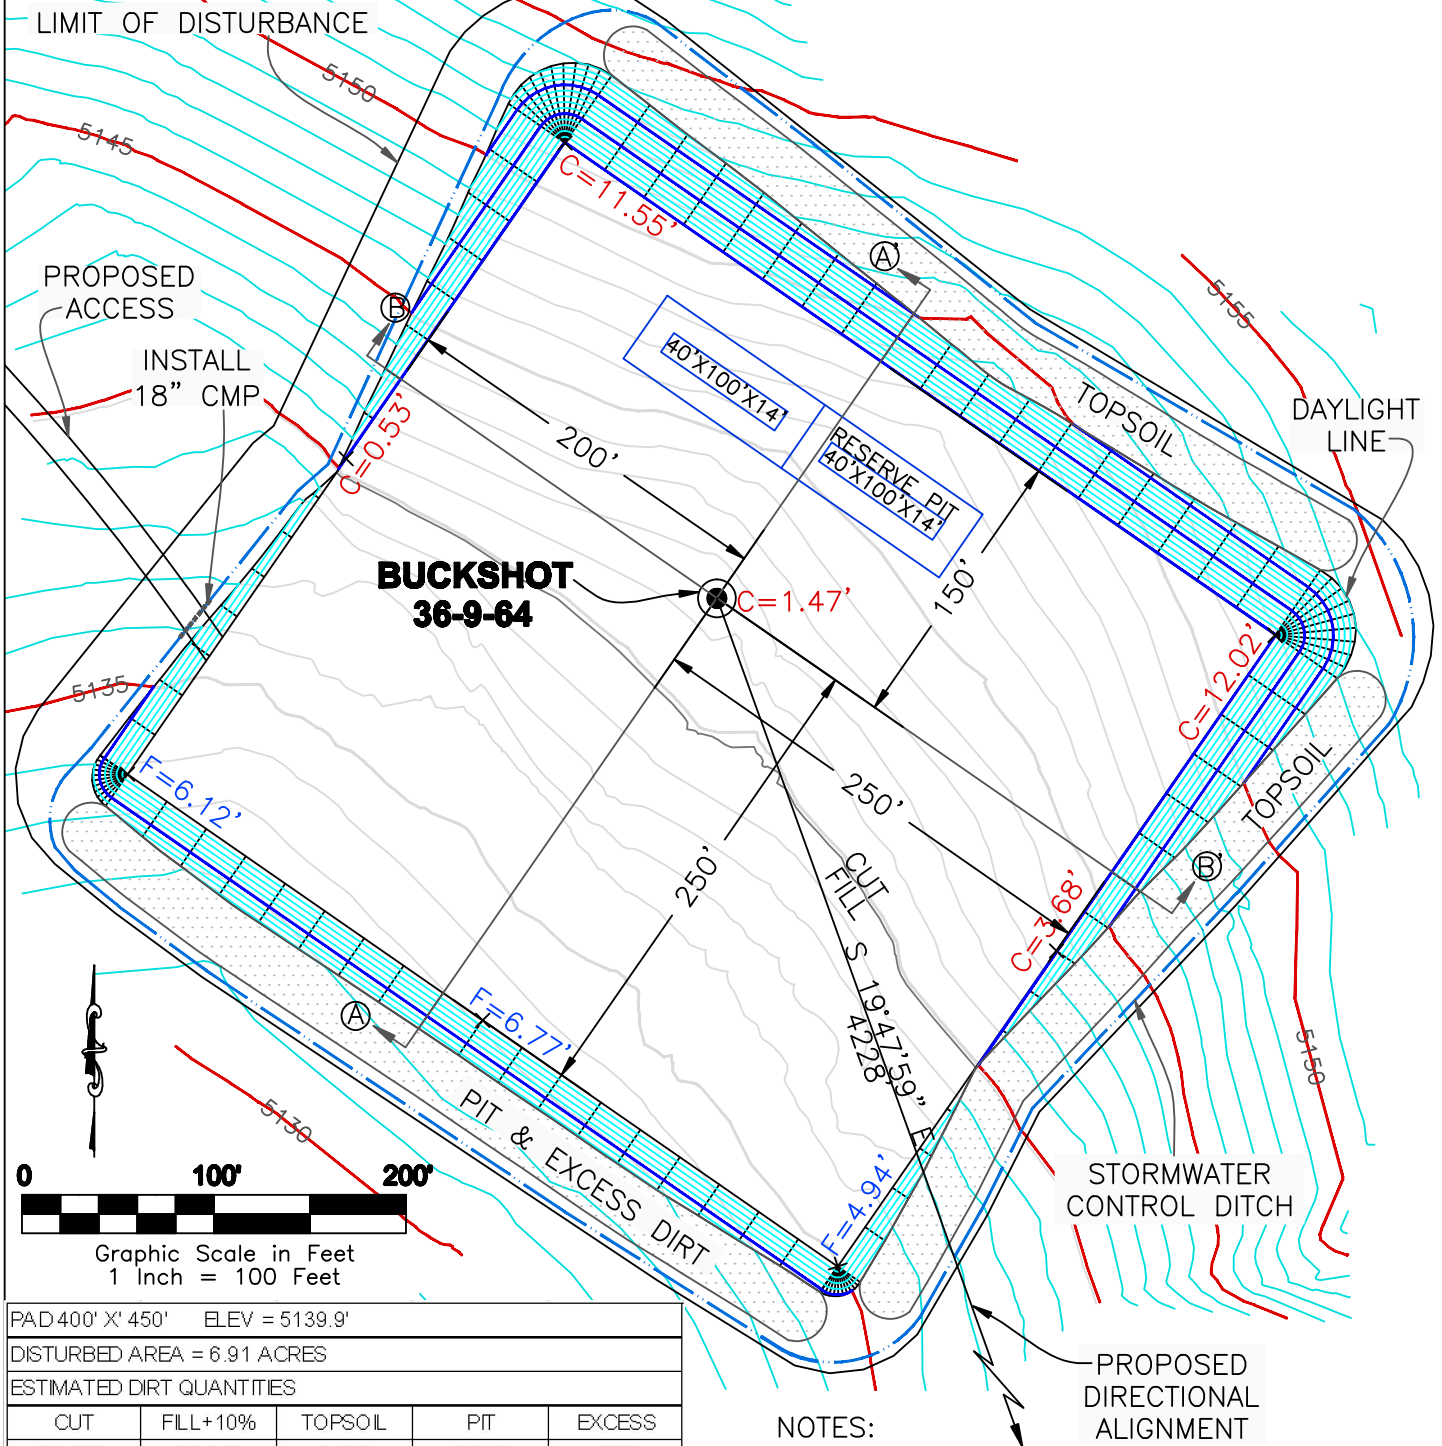 LIMIT OF DISTURBANCE
5150
5145
C=11.55'
A'
PROPOSED
ACCESS
B
5155
INSTALL
18" CMP
40'X100'X14'
TOPSOIL
DAYLIGHT
LINE
C=0.53'
200'
RESERVE PIT
40'X100'X14'
BUCKSHOT
36-9-64
C=1.47'
150'
C=12.02'
5135
F=6.12'
250'
TOPSOIL
250'
CUT
FILL
B'
C=3.68'
S 19°47'59" E
4228'
A
F=6.77'
5150
PIT & EXCESS DIRT
5130
F=4.94'
0 100' 200'
Graphic Scale in Feet
1 Inch = 100 Feet
STORMWATER
CONTROL DITCH
PAD 400' X' 450' ELEV = 5139.9'
DISTURBED AREA = 6.91 ACRES
ESTIMATED DIRT QUANTITIES
CUT FILL+10% TOPSOIL PIT EXCESS
NOTES:
PROPOSED
DIRECTIONAL
ALIGNMENT